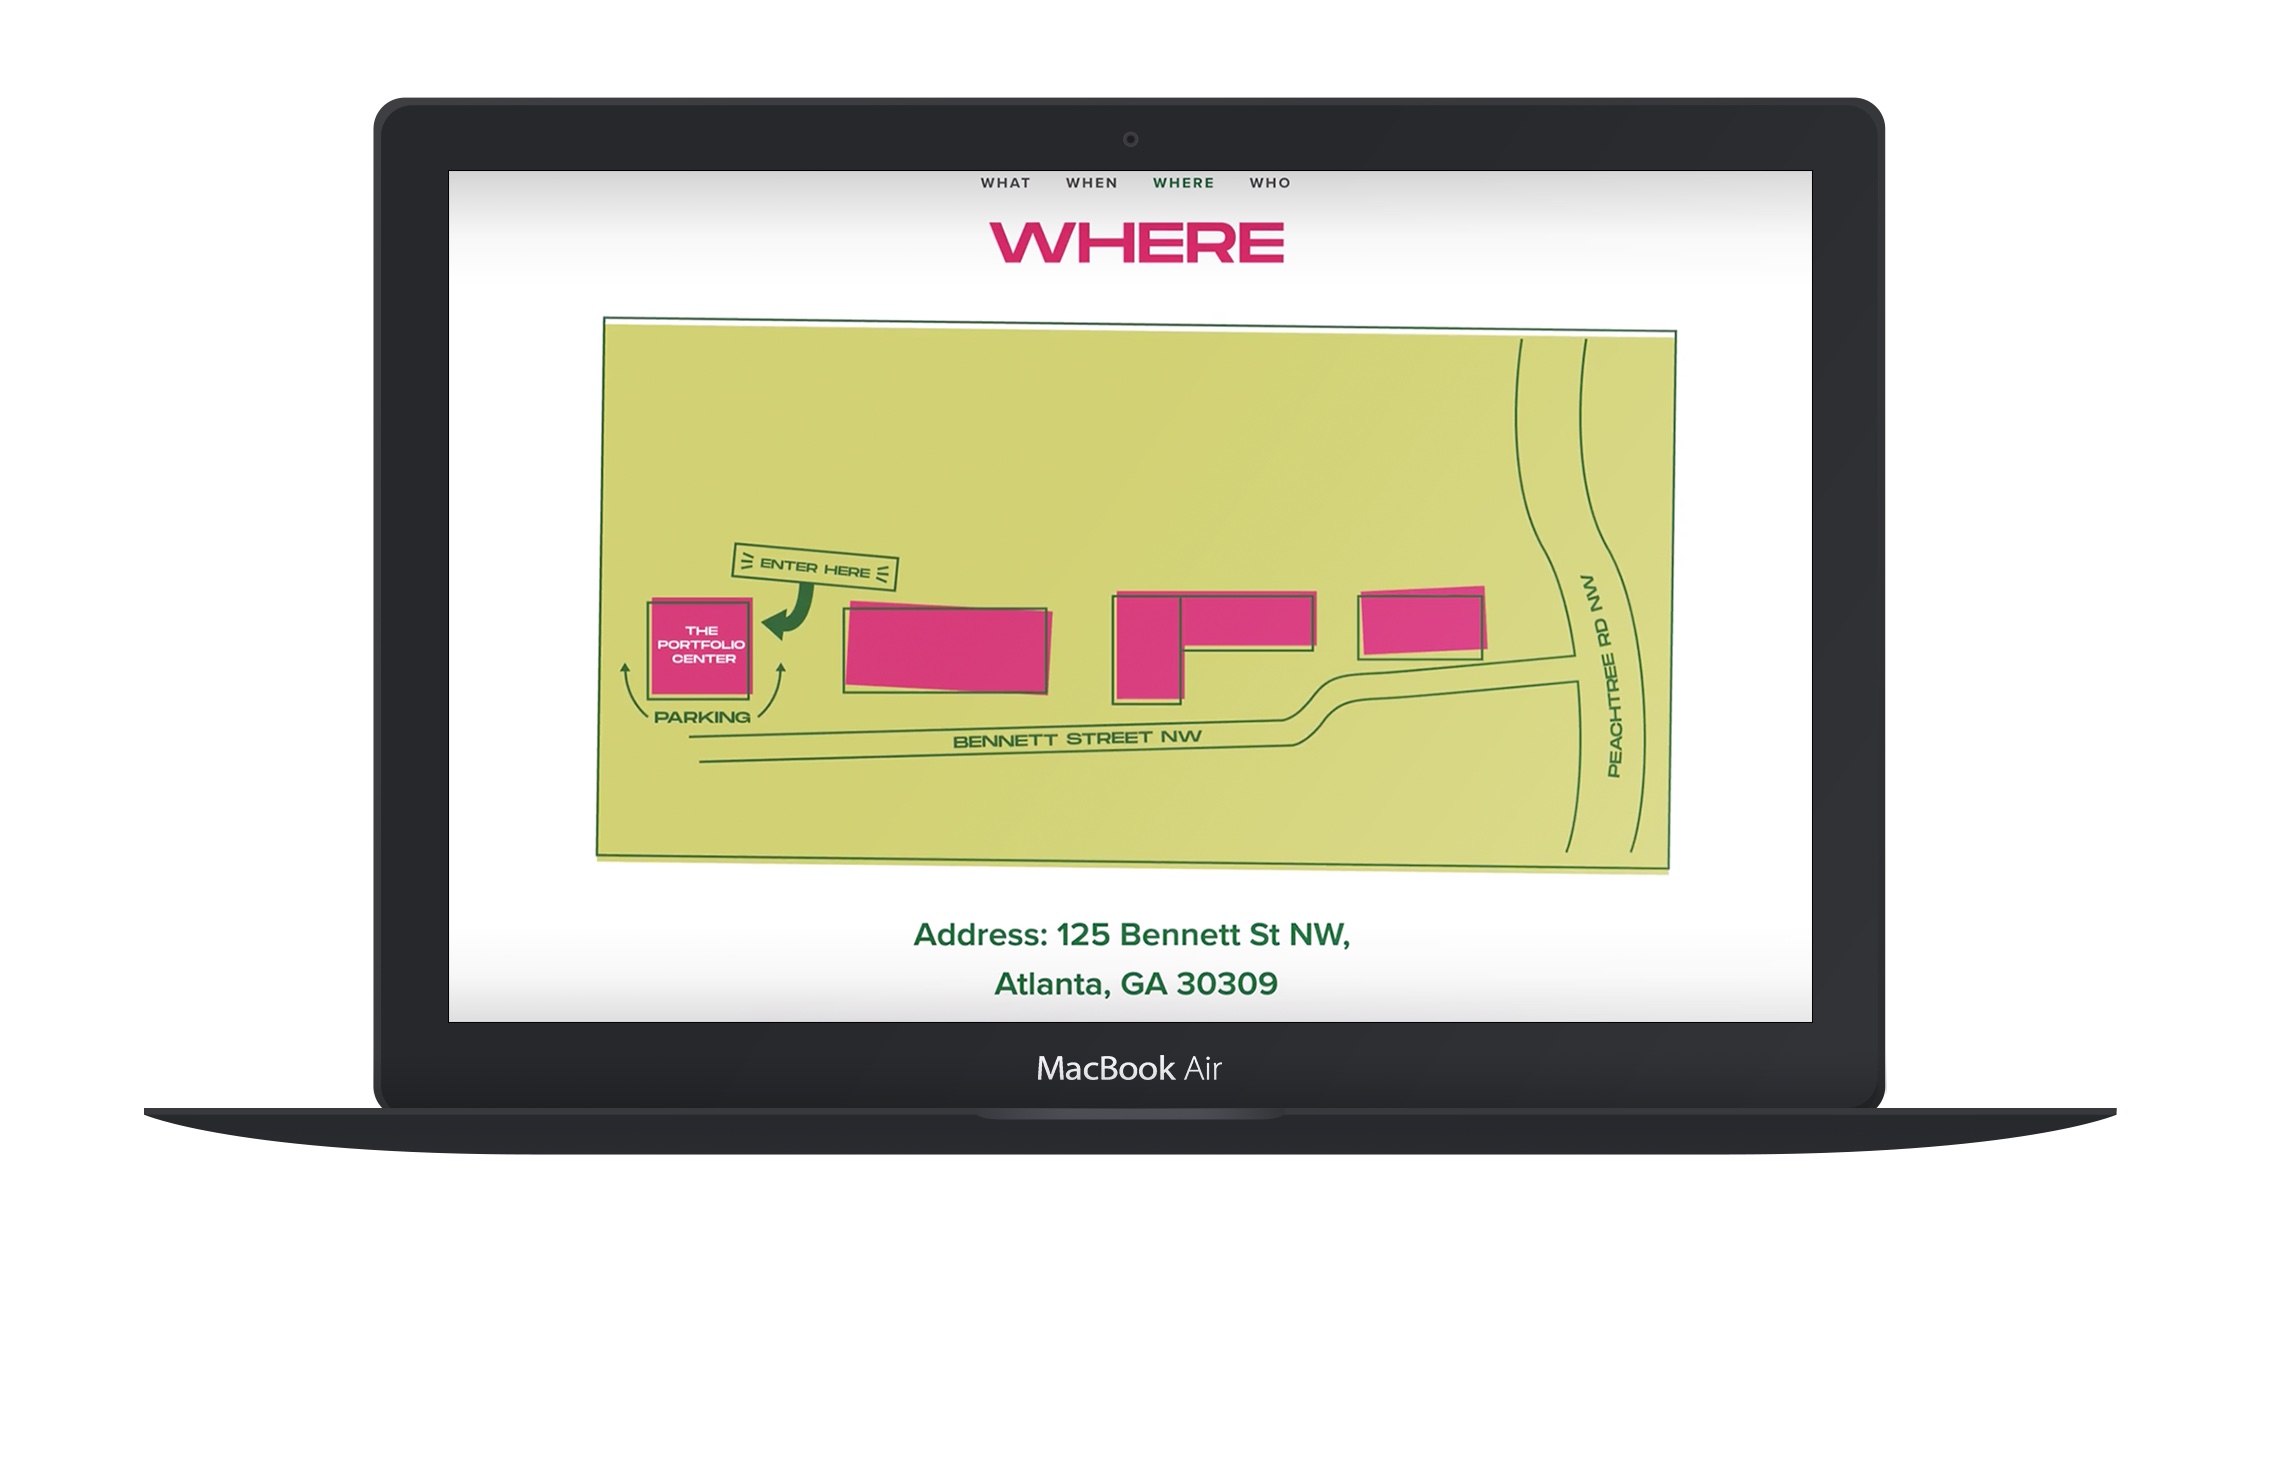 WHAT WHEN WHERE WHO
WHERE
ENTER HERE
THE
PORTFOLIO
CENTER
PARKING
BENNETT STREET NW
PEACHTREE RD NW
Address: 125 Bennett St NW,
Atlanta, GA 30309
MacBook Air